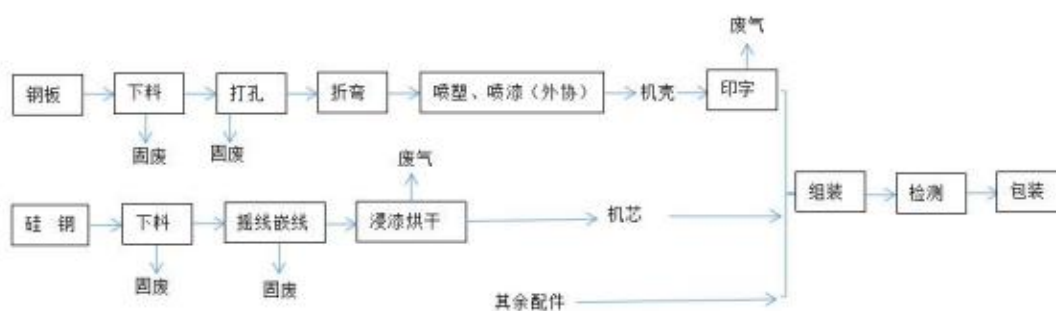 废气
钢板
下料
打孔
折弯
喷塑、喷漆（外协）
机壳
印字
固废
固废
废气
硅 钢
下料
摇线嵌线
浸漆烘干
机芯
组装
检测
包装
固废
固废
其余配件